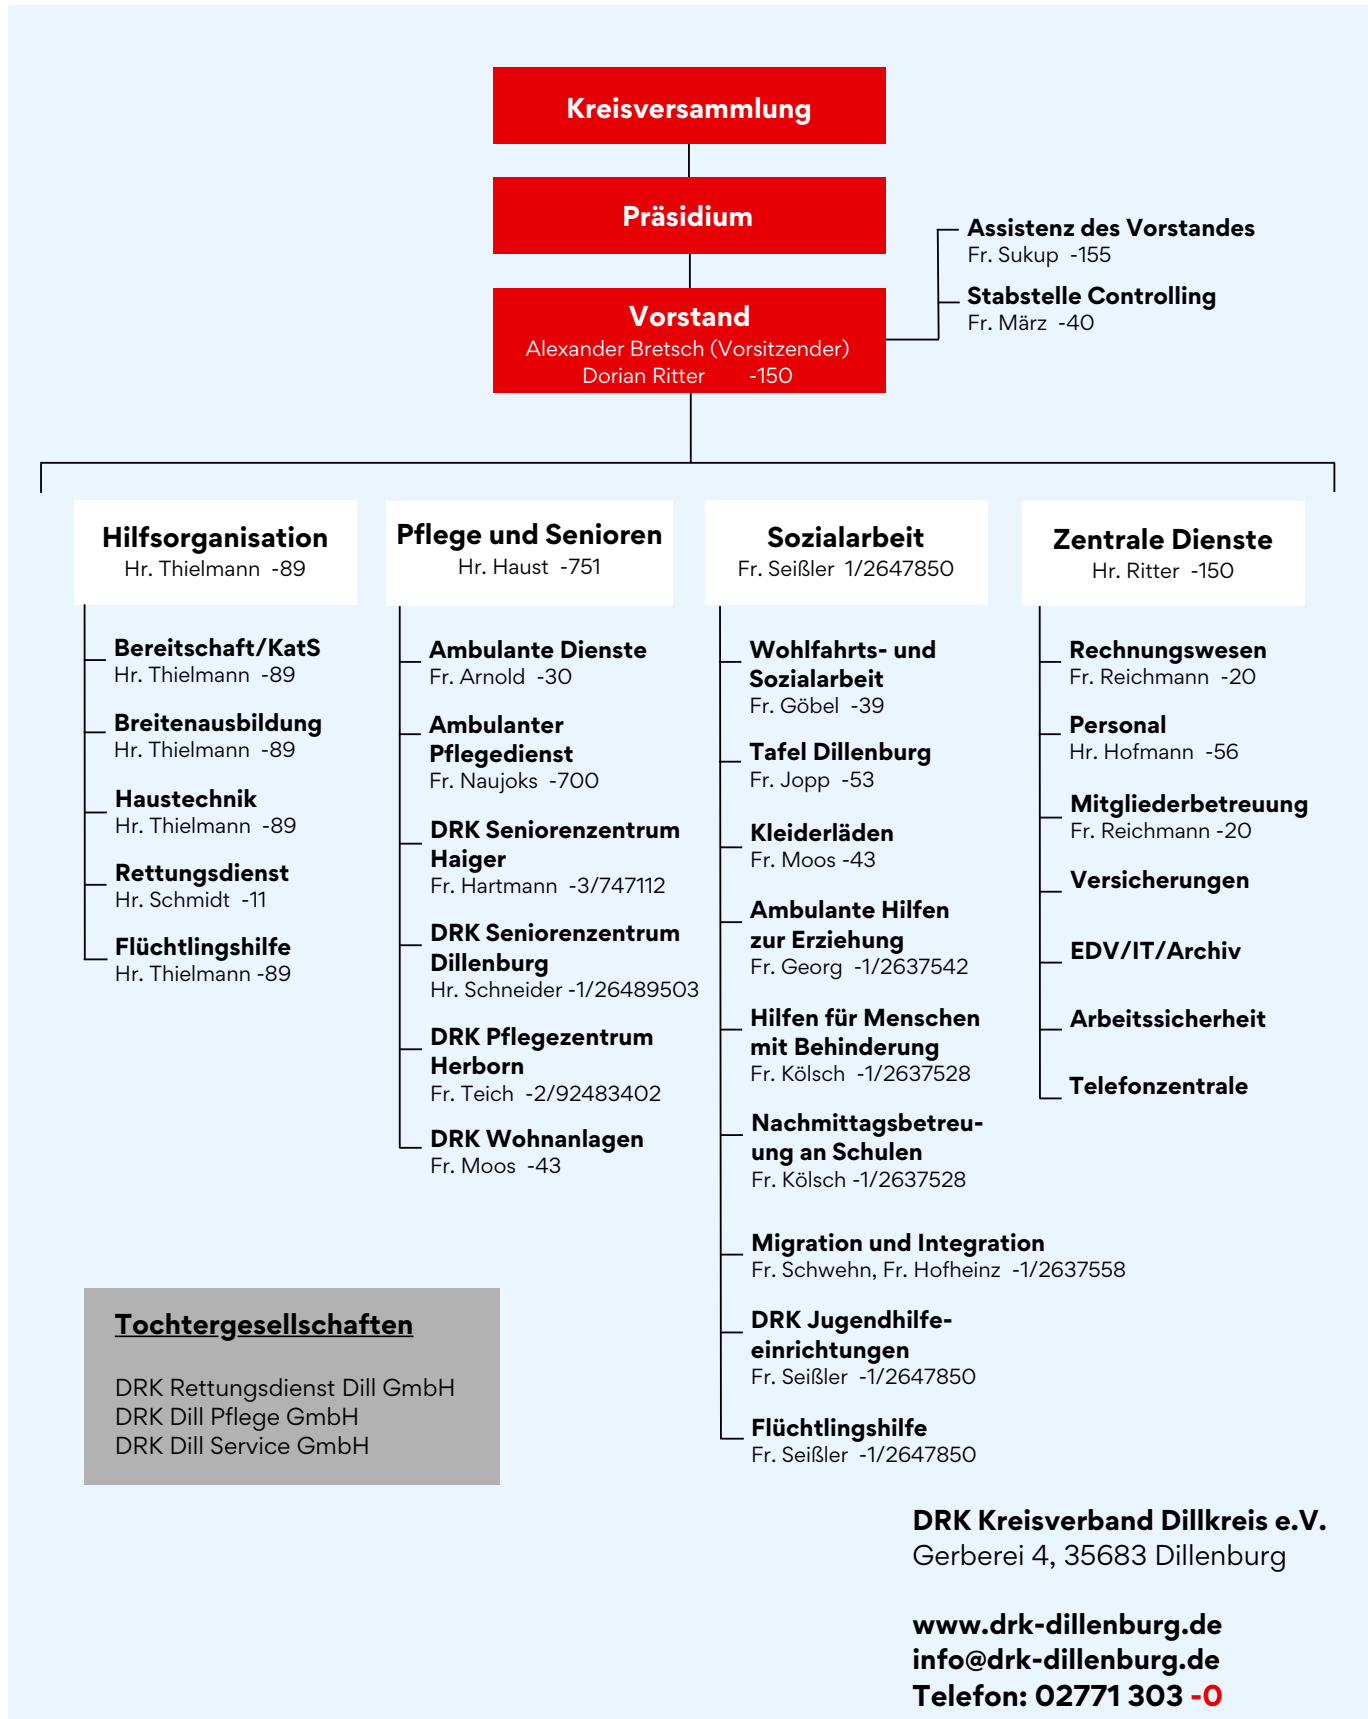 Kreisversammlung
Präsidium
Vorstand
Alexander Bretsch (Vorsitzender)
Dorian Ritter -150
Assistenz des Vorstandes
Fr. Sukup -155
Stabstelle Controlling
Fr. März -40
Hilfsorganisation
Hr. Thielmann -89
Bereitschaft/KatS
Hr. Thielmann -89
Breitenausbildung
Hr. Thielmann -89
Haustechnik
Hr. Thielmann -89
Rettungsdienst
Hr. Schmidt -11
Flüchtlingshilfe
Hr. Thielmann -89
Pflege und Senioren
Hr. Haust -751
Ambulante Dienste
Fr. Arnold -30
Ambulanter
Pflegedienst
Fr. Naujoks -700
DRK Seniorenzentrum
Haiger
Fr. Hartmann -3/747112
DRK Seniorenzentrum
Dillenburg
Hr. Schneider -1/26489503
DRK Pflegezentrum
Herborn
Fr. Teich -2/92483402
DRK Wohnanlagen
Fr. Moos -43
Sozialarbeit
Fr. Seißler 1/2647850
Wohlfahrts- und
Sozialarbeit
Fr. Göbel -39
Tafel Dillenburg
Fr. Jopp -53
Kleiderläden
Fr. Moos -43
Ambulante Hilfen
zur Erziehung
Fr. Georg -1/2637542
Hilfen für Menschen
mit Behinderung
Fr. Kölsch -1/2637528
Nachmittagsbetreu-
ung an Schulen
Fr. Kölsch -1/2637528
Migration und Integration
Fr. Schwehn, Fr. Hofheinz -1/2637558
DRK Jugendhilfe-
einrichtungen
Fr. Seißler -1/2647850
Flüchtlingshilfe
Fr. Seißler -1/2647850
Zentrale Dienste
Hr. Ritter -150
Rechnungswesen
Fr. Reichmann -20
Personal
Hr. Hofmann -56
Mitgliederbetreuung
Fr. Reichmann -20
Versicherungen
EDV/IT/Archiv
Arbeitssicherheit
Telefonzentrale
Tochtergesellschaften
DRK Rettungsdienst Dill GmbH
DRK Dill Pflege GmbH
DRK Dill Service GmbH
DRK Kreisverband Dillkreis e.V.
Gerberei 4, 35683 Dillenburg
www.drk-dillenburg.de
info@drk-dillenburg.de
Telefon: 02771 303 -0